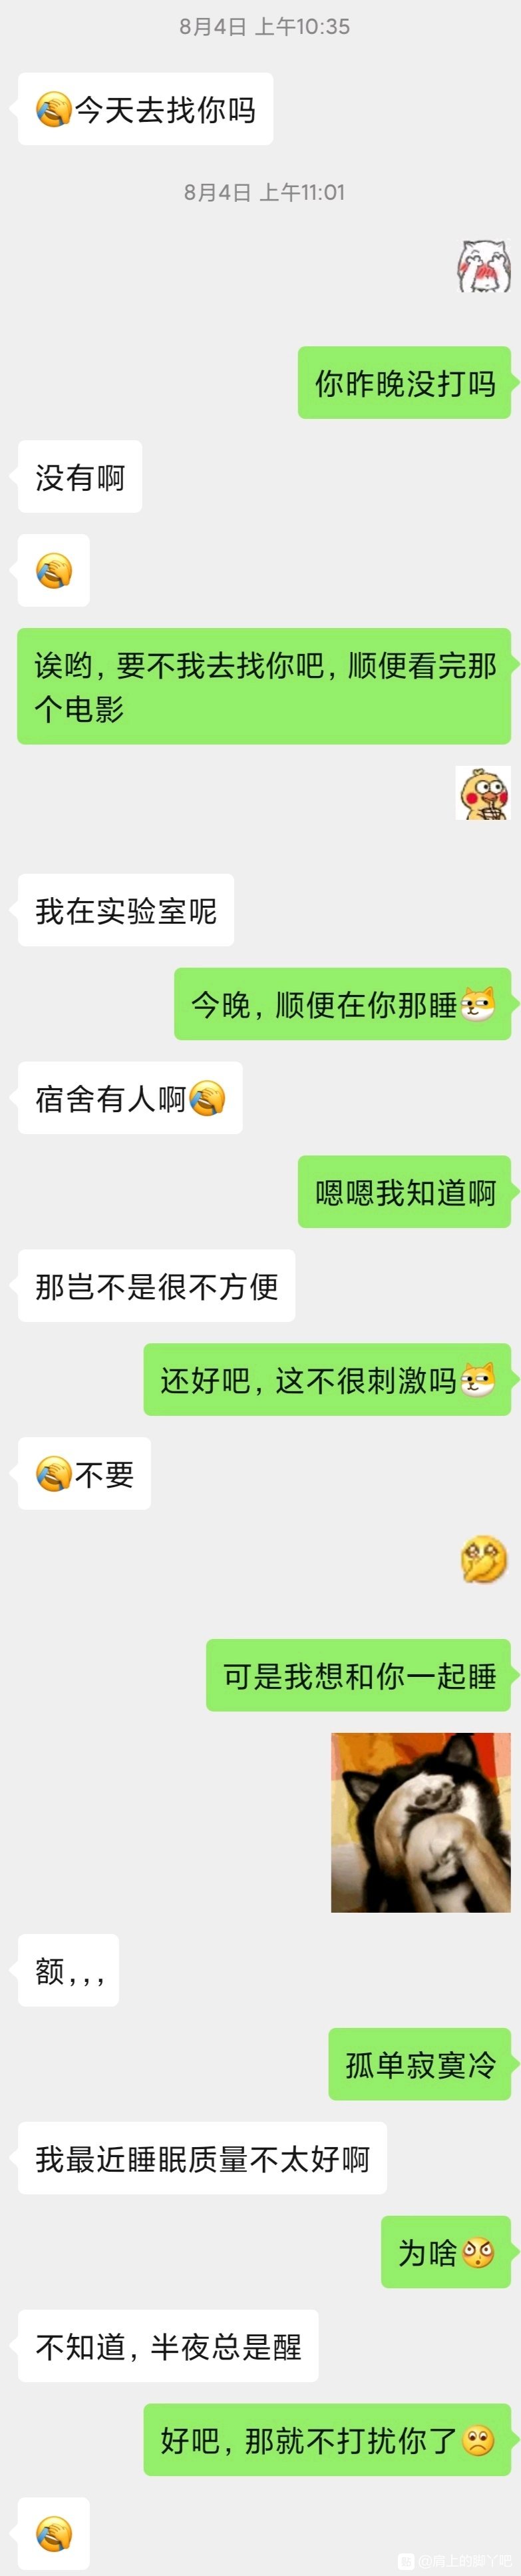 8月4日 上午10:35
今天去找你吗
8月4日 上午11:01
你昨晚没打吗
没有啊
诶哟，要不我去找你吧，顺便看完那
个电影
我在实验室呢
今晚，顺便在你那睡
宿舍有人啊
嗯嗯我知道啊
那岂不是很不方便
还好吧，这不很刺激吗
不要
可是我想和你一起睡
额，，，
孤单寂寞冷
我最近睡眠质量不太好啊
为啥
不知道，半夜总是醒
好吧，那就不打扰你了
@肩上的脚丫吧